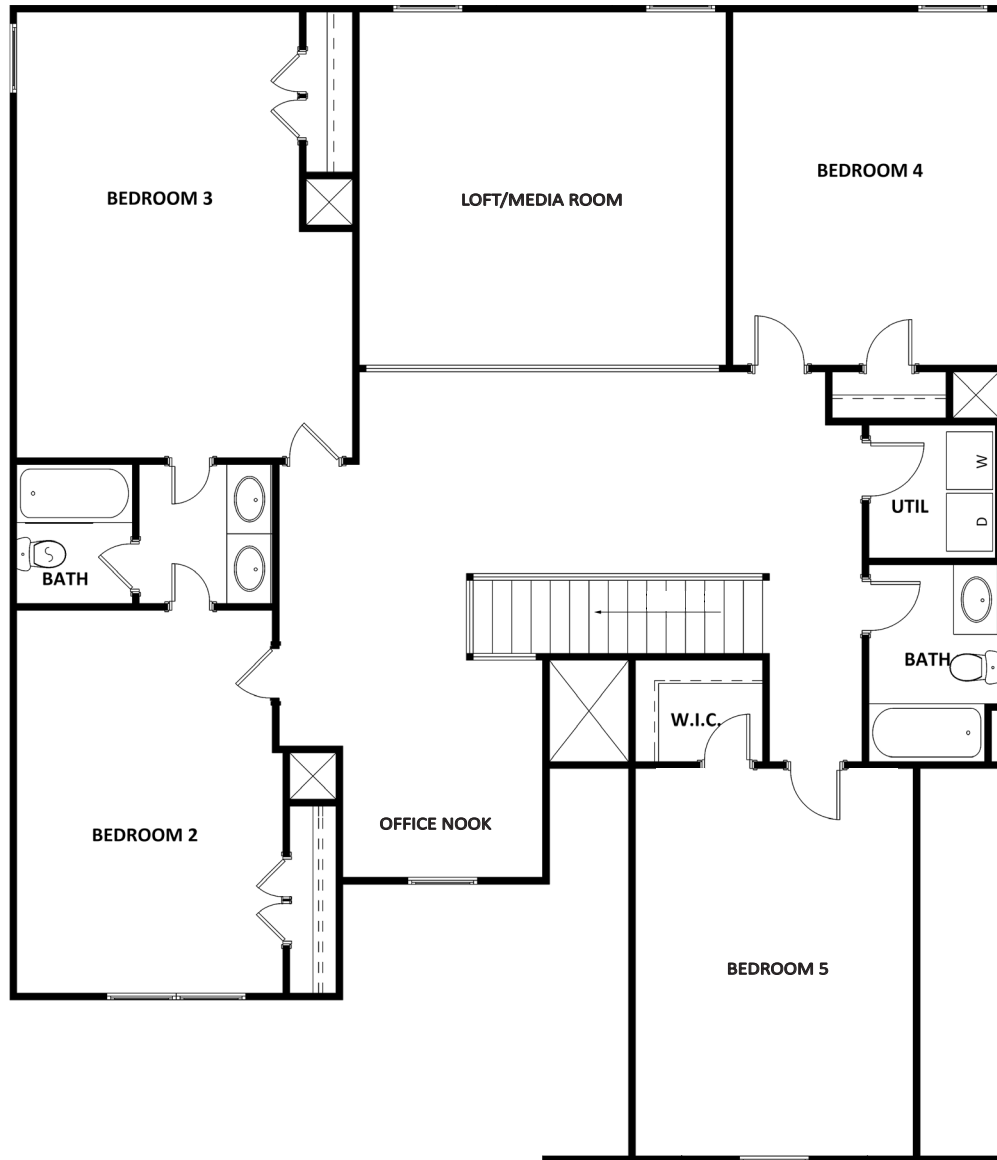 BEDROOM 4
BEDROOM 3
LOFT/MEDIA ROOM
W
UTIL
D
BATH
BATH
W.I.C.
OFFICE NOOK
BEDROOM 2
BEDROOM 5